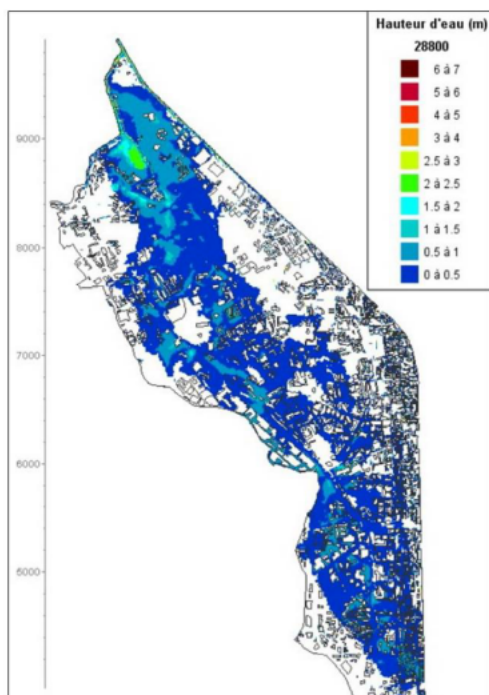 Hauteur d'eau (m)
28800
6 à 7
5 à 6
4 à 5
3 à 4
2.5 à 3
2 à 2.5
1.5 à 2
1 à 1.5
0.5 à 1
0 à 0.5
9000
8000
7000
6000
5000